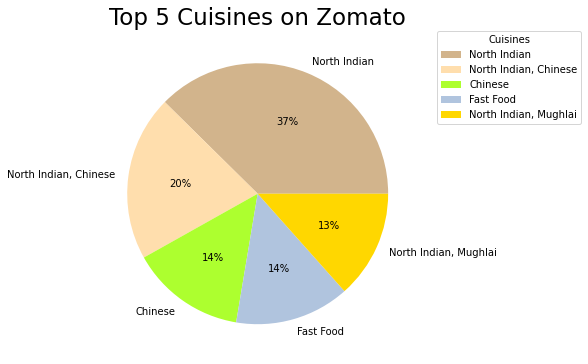 Top 5 Cuisines on Zomato
Cuisines
North Indian
North Indian, Chinese
Chinese
Fast Food
North Indian, Mughlai
North Indian
37%
North Indian, Chinese
20%
14%
Chinese
14%
Fast Food
13%
North Indian, Mughlai